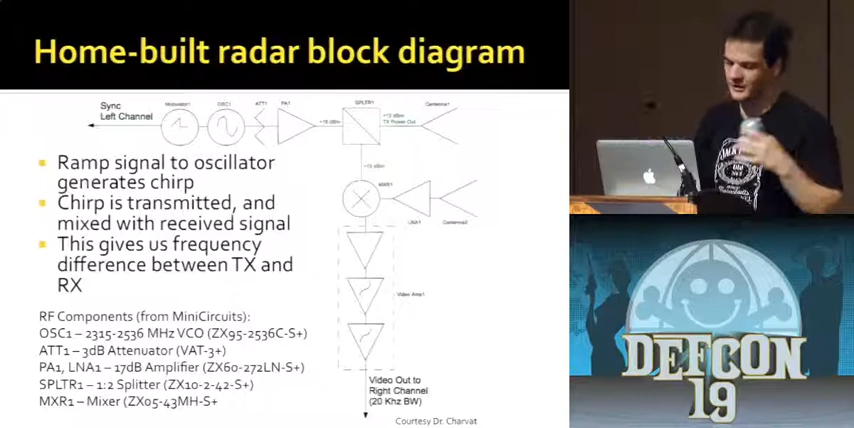 Home-built radar block diagram
Sync
Left Channel
Modulator1
OSC1
ATT1
PA1
SPLTR1
Cantenna1
+13 dBm
TX Power Out
Ramp signal to oscillator
generates chirp
Chirp is transmitted, and
mixed with received signal
This gives us frequency
difference between TX and
RX
MXR1
LNA1
Cantenna2
Video Amp1
RF Components (from MiniCircuits):
OSC1 – 2315-2536 MHz VCO (ZX95-2536C-S+)
ATT1 – 3dB Attenuator (VAT-3+)
PA1, LNA1 – 17dB Amplifier (ZX60-272LN-S+)
SPLTR1 – 1:2 Splitter (ZX10-2-42-S+)
MXR1 – Mixer (ZX05-43MH-S+
Video Out to
Right Channel
(20 Khz BW)
Courtesy Dr. Charvat
JACK
DEFCON
19